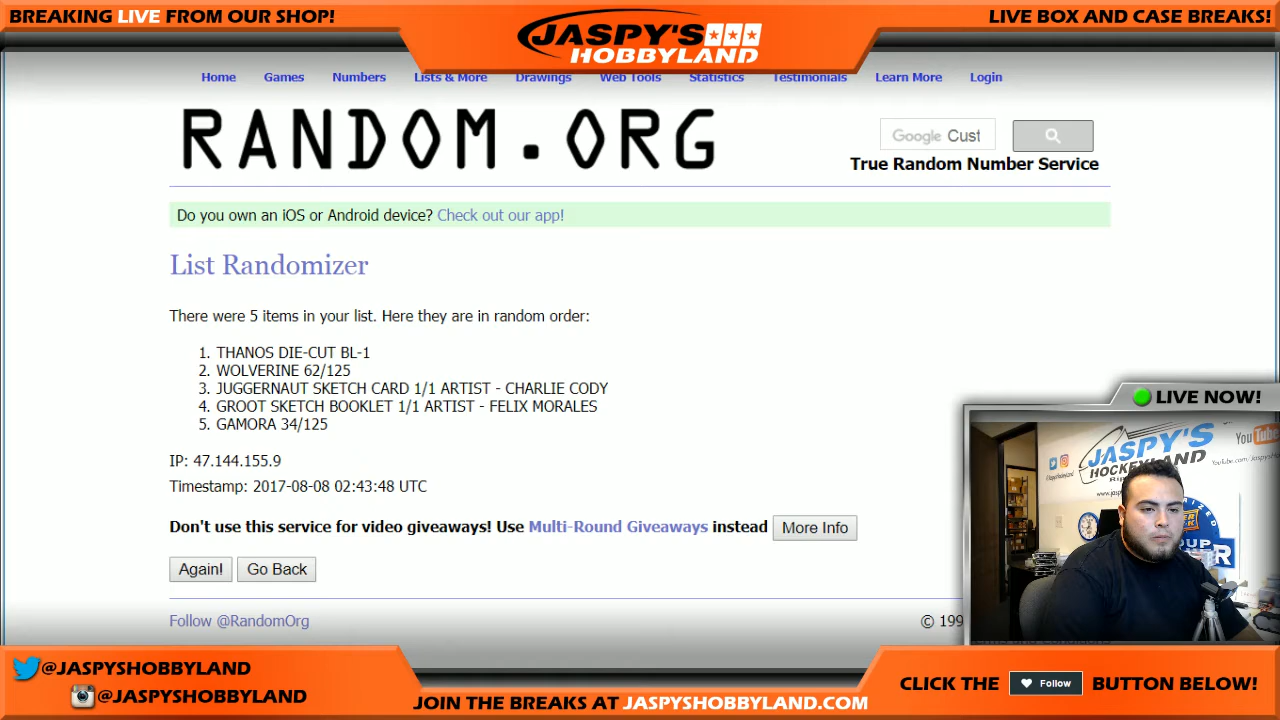 BREAKING LIVE FROM OUR SHOP!
JASPY'S
HOBBYLAND
LIVE BOX AND CASE BREAKS!
Home Games Numbers Lists & More Drawings Web Tools Statistics Testimonials Learn More Login
RANDOM.ORG
Google Cust
True Random Number Service
Do you own an iOS or Android device? Check out our app!
List Randomizer
There were 5 items in your list. Here they are in random order:
1. THANOS DIE-CUT BL-1
2. WOLVERINE 62/125
3. JUGGERNAUT SKETCH CARD 1/1 ARTIST - CHARLIE CODY
4. GROOT SKETCH BOOKLET 1/1 ARTIST - FELIX MORALES
5. GAMORA 34/125
IP: 47.144.155.9
Timestamp: 2017-08-08 02:43:48 UTC
Don't use this service for video giveaways! Use Multi-Round Giveaways instead More Info
Again! Go Back
Follow @RandomOrg
© 199
LIVE NOW!
You Tube
JASPY'S
HOCKEYLAND
@JASPYSHOBBYLAND
@JASPYSHOBBYLAND
JOIN THE BREAKS AT JASPYSHOBBYLAND.COM
CLICK THE Follow BUTTON BELOW!